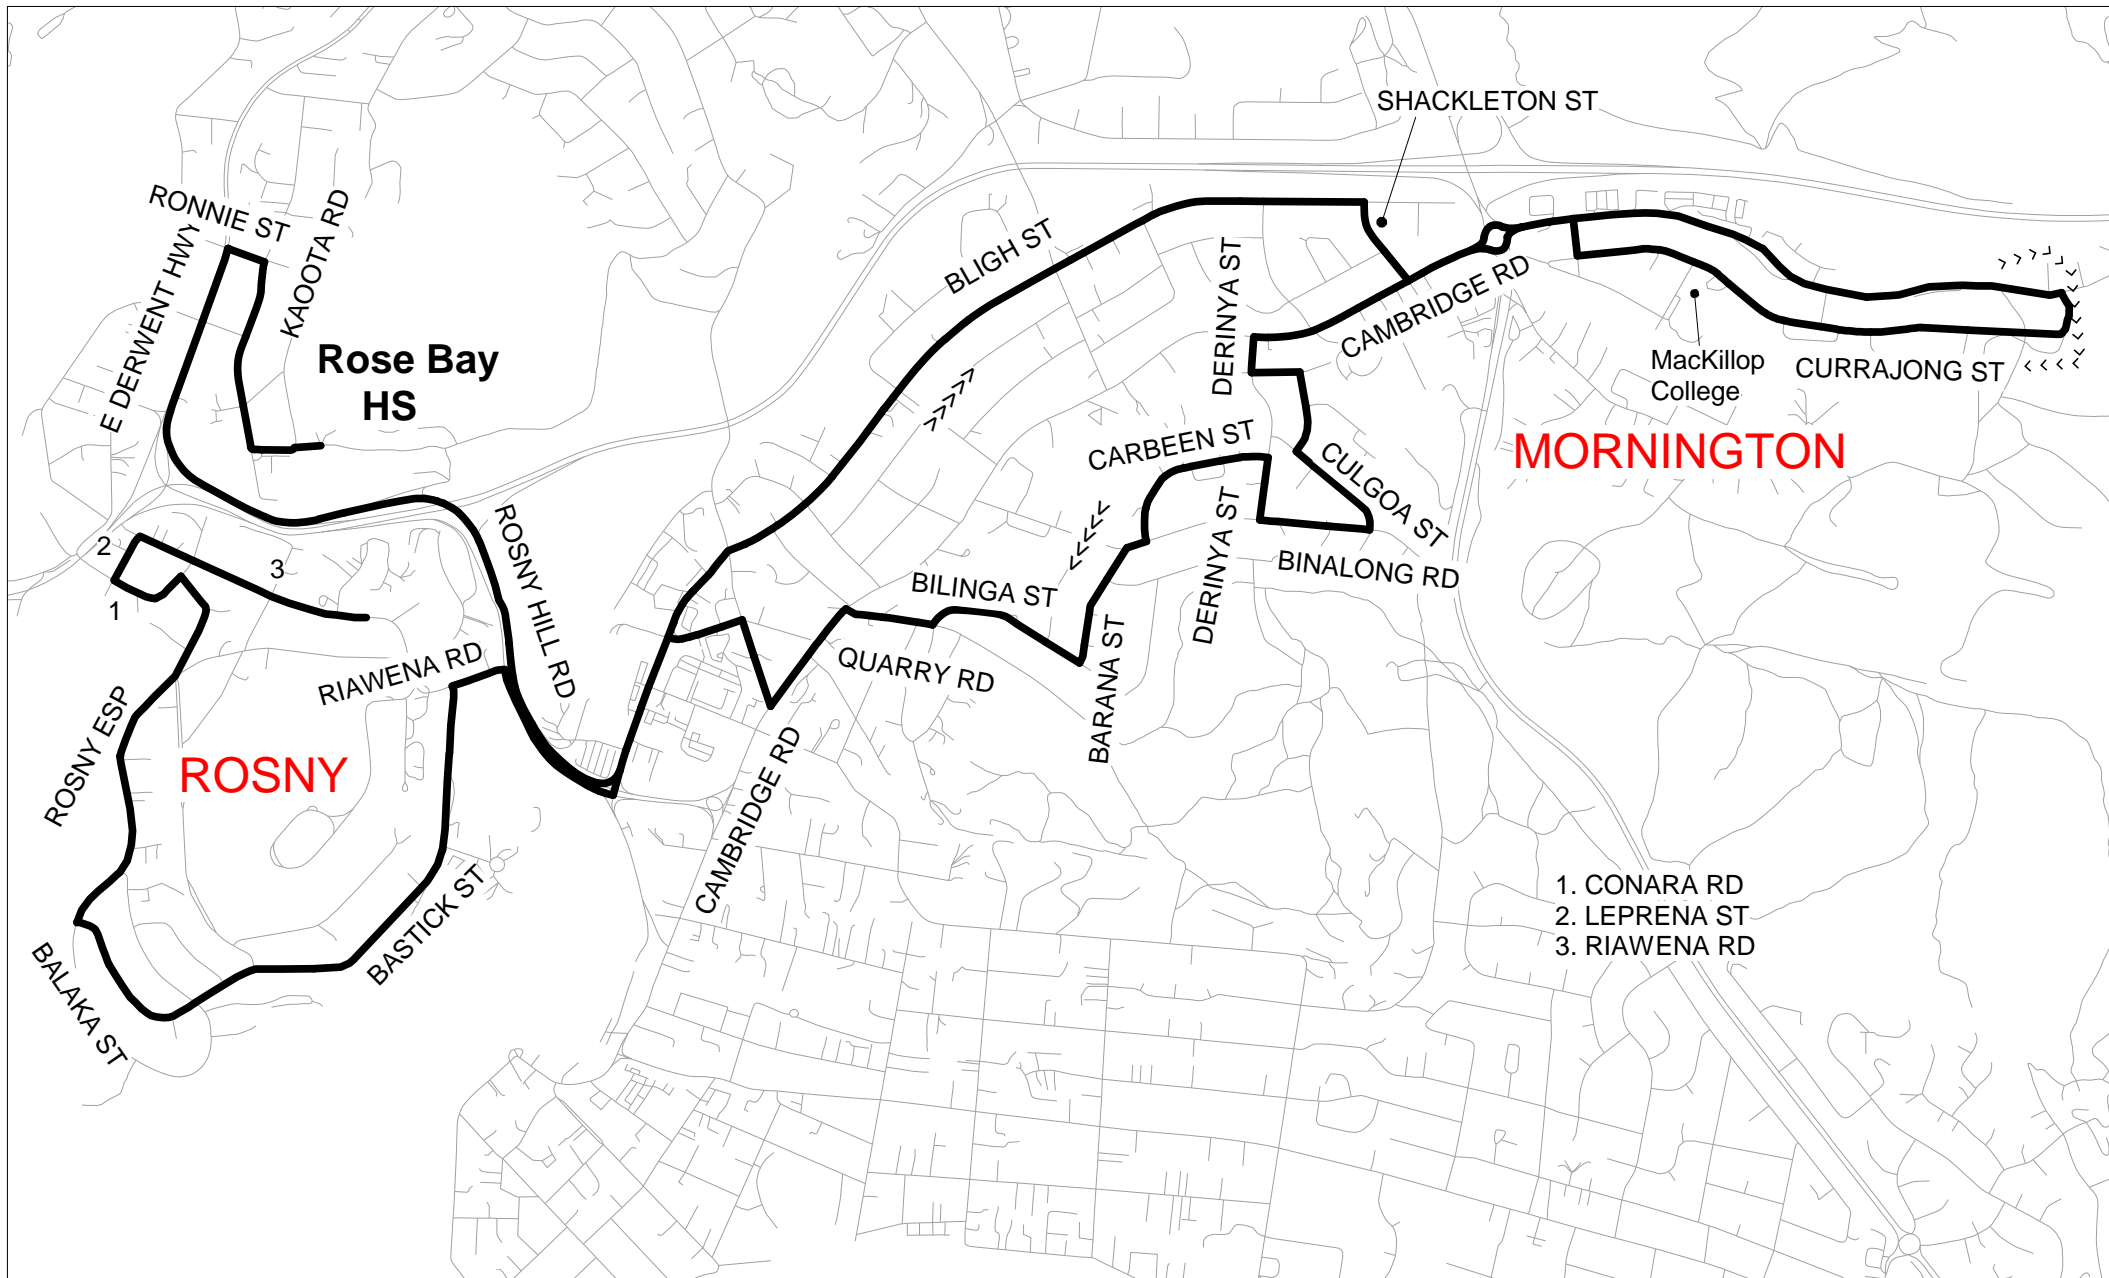 SHACKLETON ST
RONNIE ST
KAOOTA RD
E DERWENT HWY
BLIGH ST
DERINYA ST
CAMBRIDGE RD
Rose Bay
HS
MacKillop
College
CURRAJONG ST
MORNINGTON
CARBEEN ST
CULGOA ST
ROSNY HILL RD
DERINYA ST
BINALONG RD
2
3
1
BILINGA ST
BARANA ST
QUARRY RD
RIAWENA RD
ROSNY ESP
ROSNY
CAMBRIDGE RD
BASTICK ST
BALAKA ST
1. CONARA RD
2. LEPRENA ST
3. RIAWENA RD